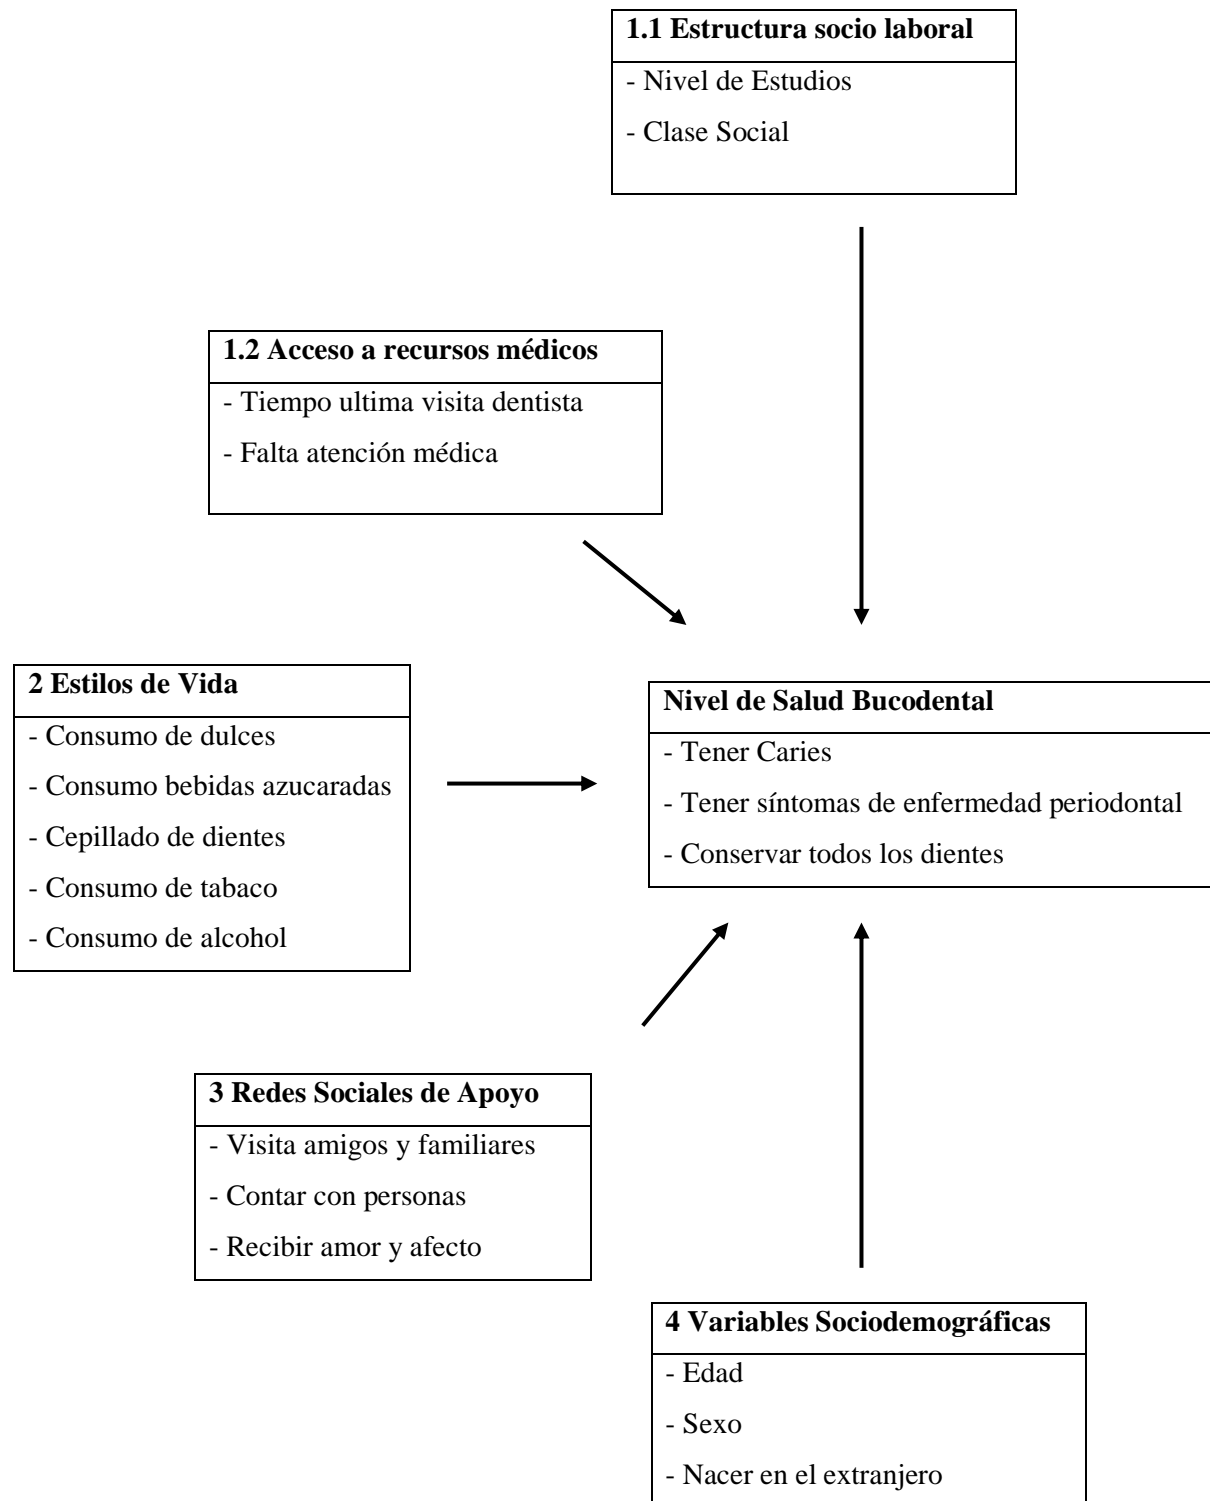 1.1 Estructura socio laboral
- Nivel de Estudios
- Clase Social
1.2 Acceso a recursos médicos
- Tiempo ultima visita dentista
- Falta atención médica
2 Estilos de Vida
- Consumo de dulces
- Consumo bebidas azucaradas
- Cepillado de dientes
- Consumo de tabaco
- Consumo de alcohol
Nivel de Salud Bucodental
- Tener Caries
- Tener síntomas de enfermedad periodontal
- Conservar todos los dientes
3 Redes Sociales de Apoyo
- Visita amigos y familiares
- Contar con personas
- Recibir amor y afecto
4 Variables Sociodemográficas
- Edad
- Sexo
- Nacer en el extranjero